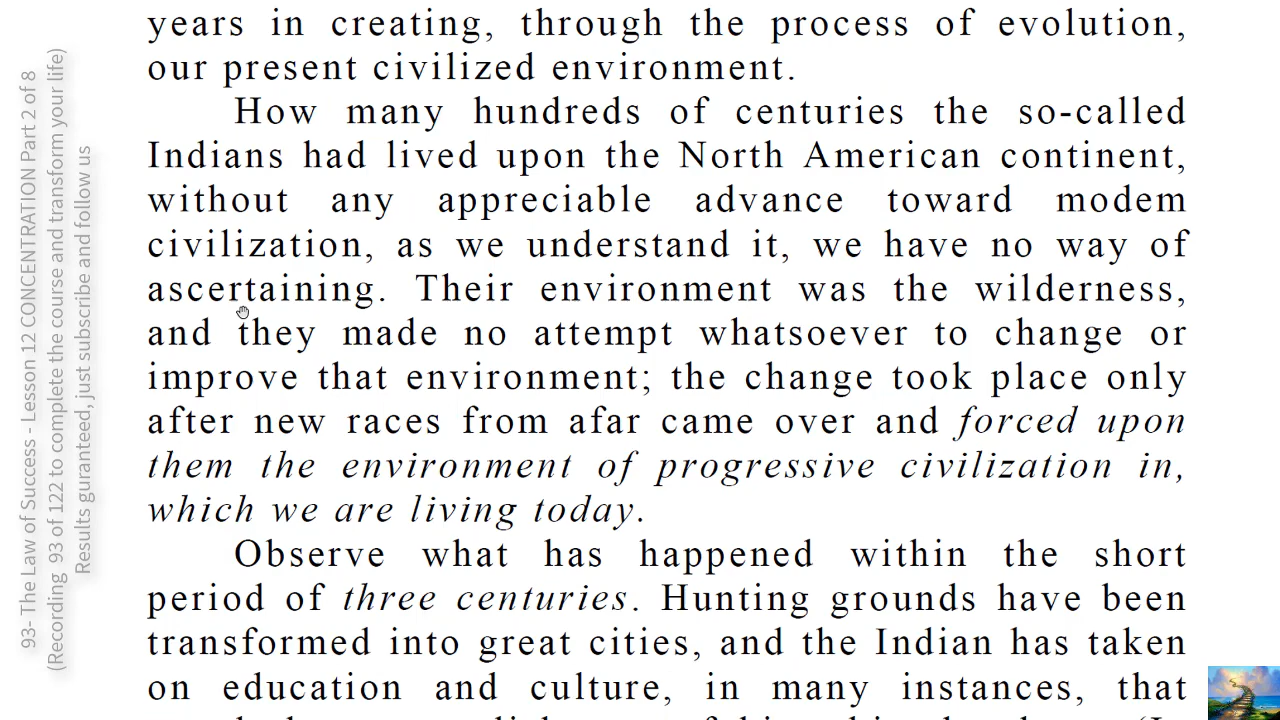 years in creating, through the process of evolution,
our present civilized environment.
How many hundreds of centuries the so-called
Indians had lived upon the North American continent,
without any appreciable advance toward modem
civilization, as we understand it, we have no way of
ascertaining. Their environment was the wilderness,
and they made no attempt whatsoever to change or
improve that environment; the change took place only
after new races from afar came over and forced upon
them the environment of progressive civilization in,
which we are living today.
Observe what has happened within the short
period of three centuries. Hunting grounds have been
transformed into great cities, and the Indian has taken
on education and culture, in many instances, that
93- The Law of Success - Lesson 12 CONCENTRATION Part 2 of 8
(Recording 93 of 122 to complete the course and transform your life)
Results guranteed, just subscribe and follow us